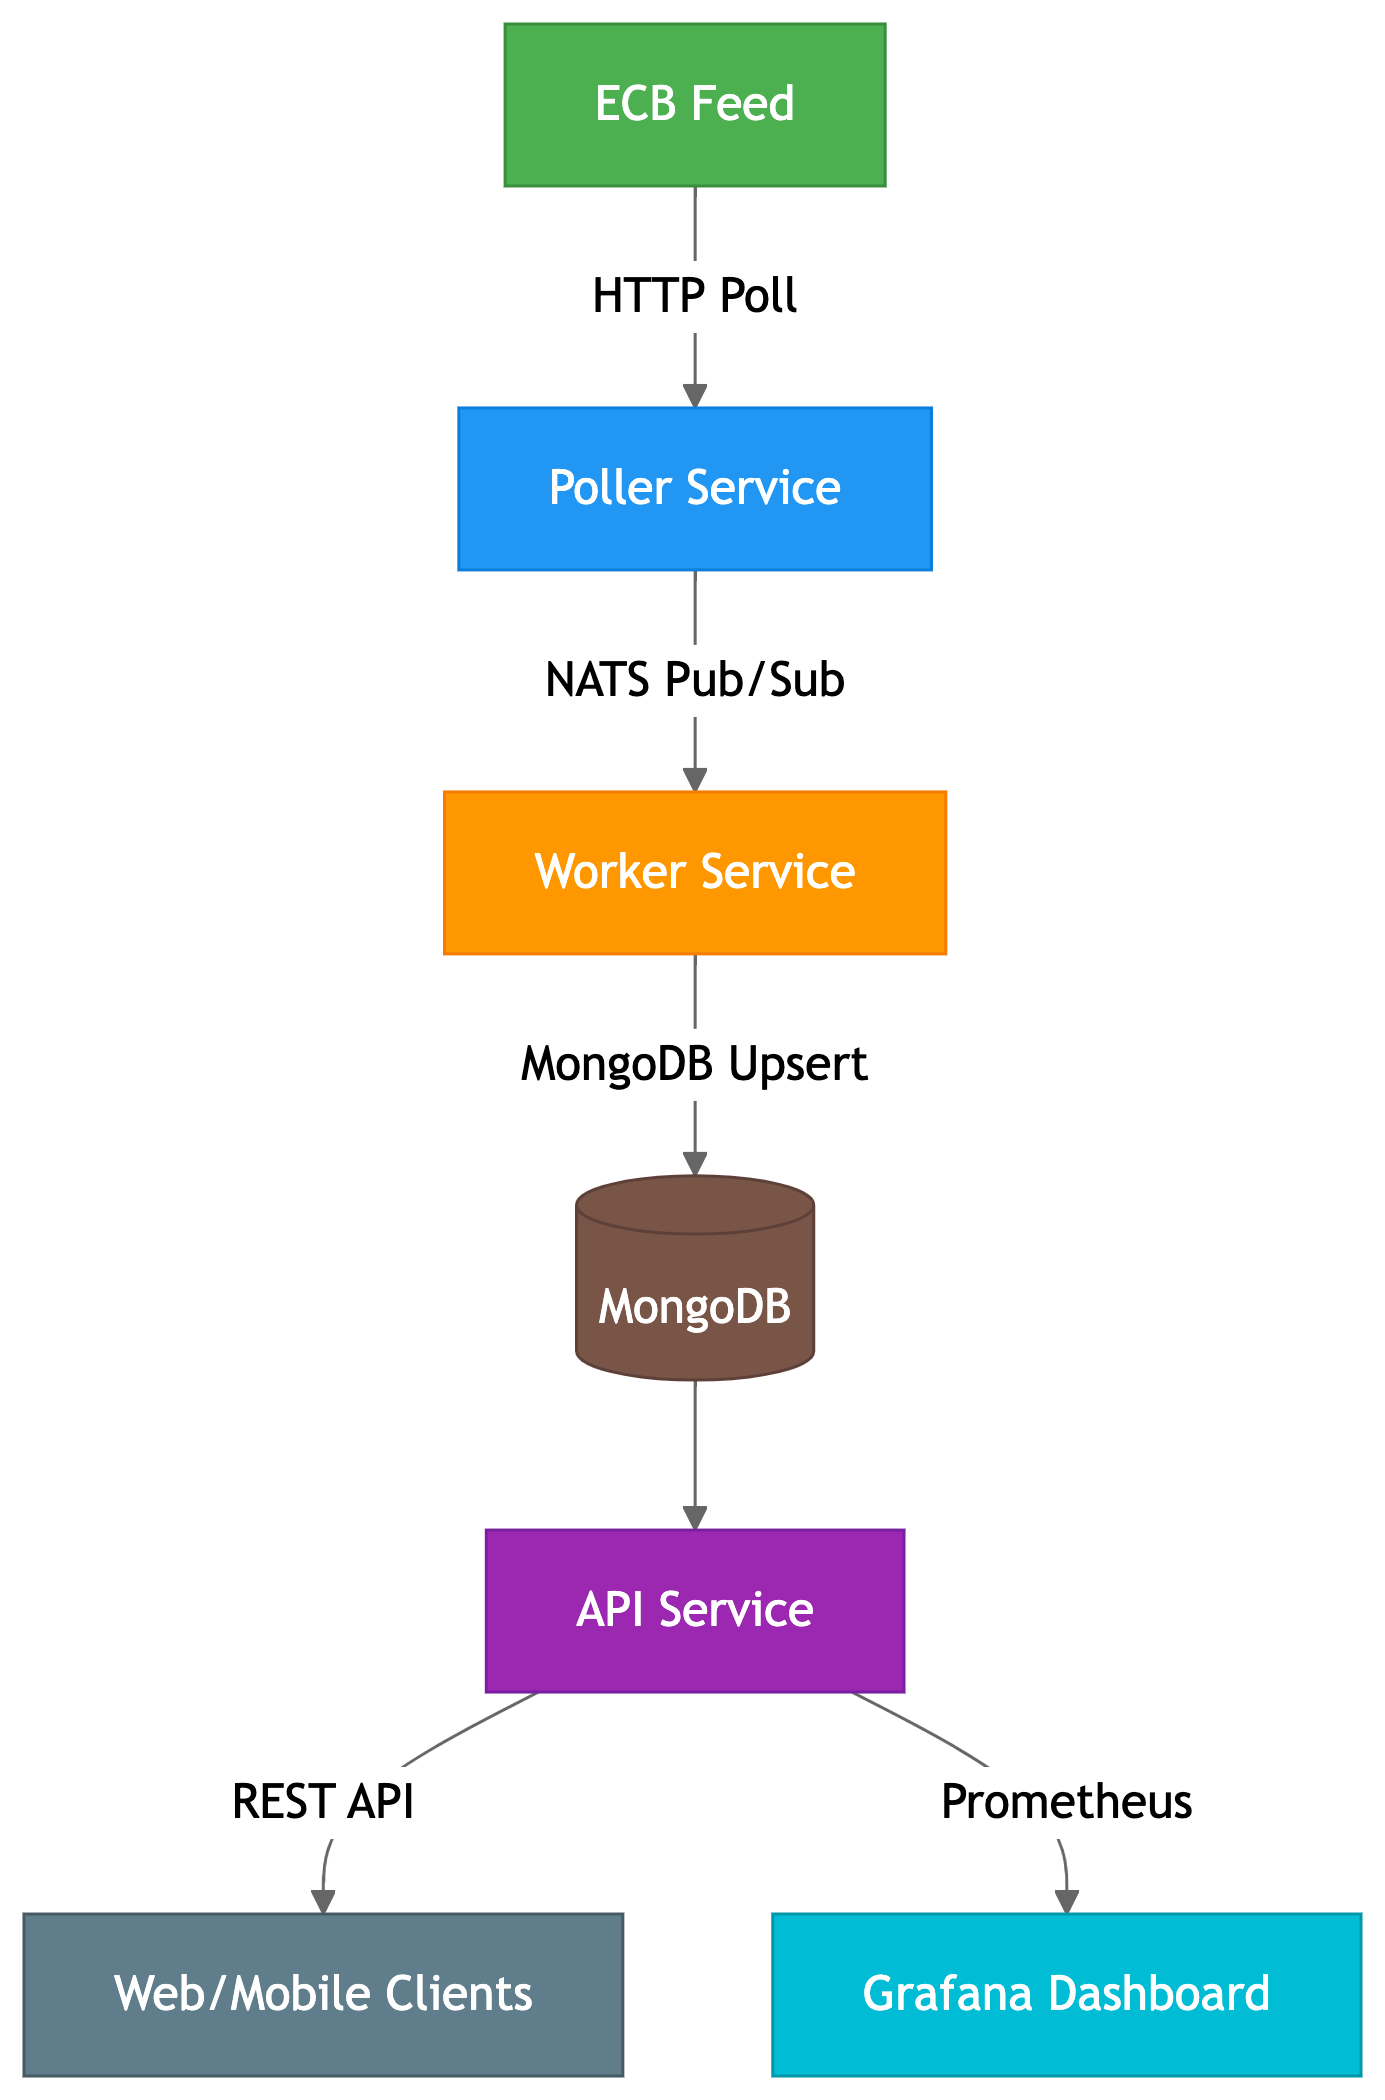 ECB Feed
HTTP Poll
Poller Service
NATS Pub/Sub
Worker Service
MongoDB Upsert
MongoDB
API Service
REST API
Prometheus
Web/Mobile Clients
Grafana Dashboard